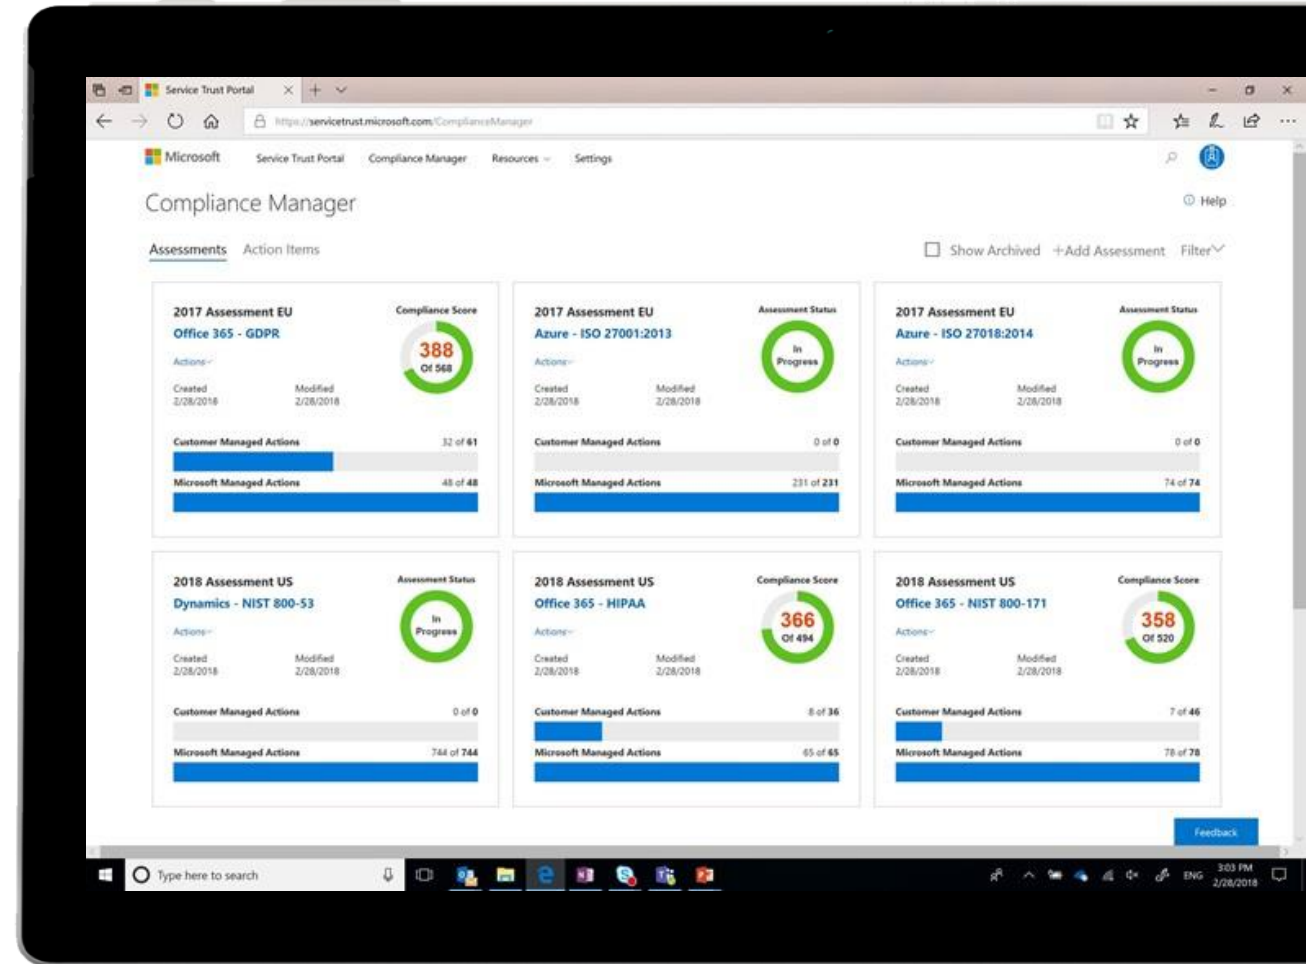 Service Trust Portal
https://servicetrust.microsoft.com/ComplianceManager
Microsoft Service Trust Portal Compliance Manager Resources Settings
Compliance Manager
Help
Assessments Action Items
Show Archived +Add Assessment Filter
2017 Assessment EU
Office 365 - GDPR
Compliance Score
388
Of 568
Actions
Created Modified
2/28/2018 2/28/2018
Customer Managed Actions 32 of 61
Microsoft Managed Actions 48 of 48
2017 Assessment EU
Azure - ISO 27001:2013
Assessment Status
In
Progress
Actions
Created Modified
2/28/2018 2/28/2018
Customer Managed Actions 0 of 0
Microsoft Managed Actions 231 of 231
2017 Assessment EU
Azure - ISO 27018:2014
Assessment Status
In
Progress
Actions
Created Modified
2/28/2018 2/28/2018
Customer Managed Actions 0 of 0
Microsoft Managed Actions 74 of 74
2018 Assessment US
Dynamics - NIST 800-53
Assessment Status
In
Progress
Actions
Created Modified
2/28/2018 2/28/2018
Customer Managed Actions 0 of 0
Microsoft Managed Actions 744 of 744
2018 Assessment US
Office 365 - HIPAA
Compliance Score
366
Of 494
Actions
Created Modified
2/28/2018 2/28/2018
Customer Managed Actions 8 of 36
Microsoft Managed Actions 65 of 65
2018 Assessment US
Office 365 - NIST 800-171
Compliance Score
358
Of 520
Actions
Created Modified
2/28/2018 2/28/2018
Customer Managed Actions 7 of 46
Microsoft Managed Actions 78 of 78
Feedback
Type here to search
ENG
3:03 PM
2/28/2018